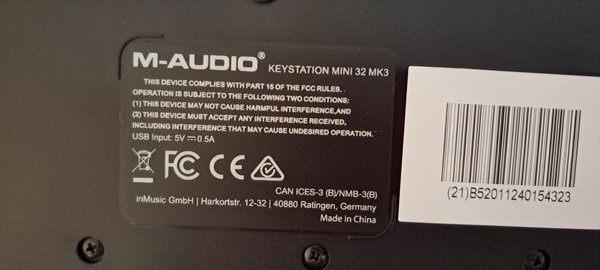 M-AUDIO® KEYSTATION MINI 32 MK3
THIS DEVICE COMPLIES WITH PART 15 OF THE FCC RULES.
OPERATION IS SUBJECT TO THE FOLLOWING TWO CONDITIONS:
(1) THIS DEVICE MAY NOT CAUSE HARMFUL INTERFERENCE,AND
(2) THIS DEVICE MUST ACCEPT ANY INTERFERENCE RECEIVED,
INCLUDING INTERFERENCE THAT MAY CAUSE UNDESIRED OPERATION.
USB Input: 5V⎓0.5A
FC CE
CAN ICES-3 (B)/NMB-3(B)
inMusic GmbH | Harkortstr. 12-32 | 40880 Ratingen, Germany
Made in China
(21)B52011240154323